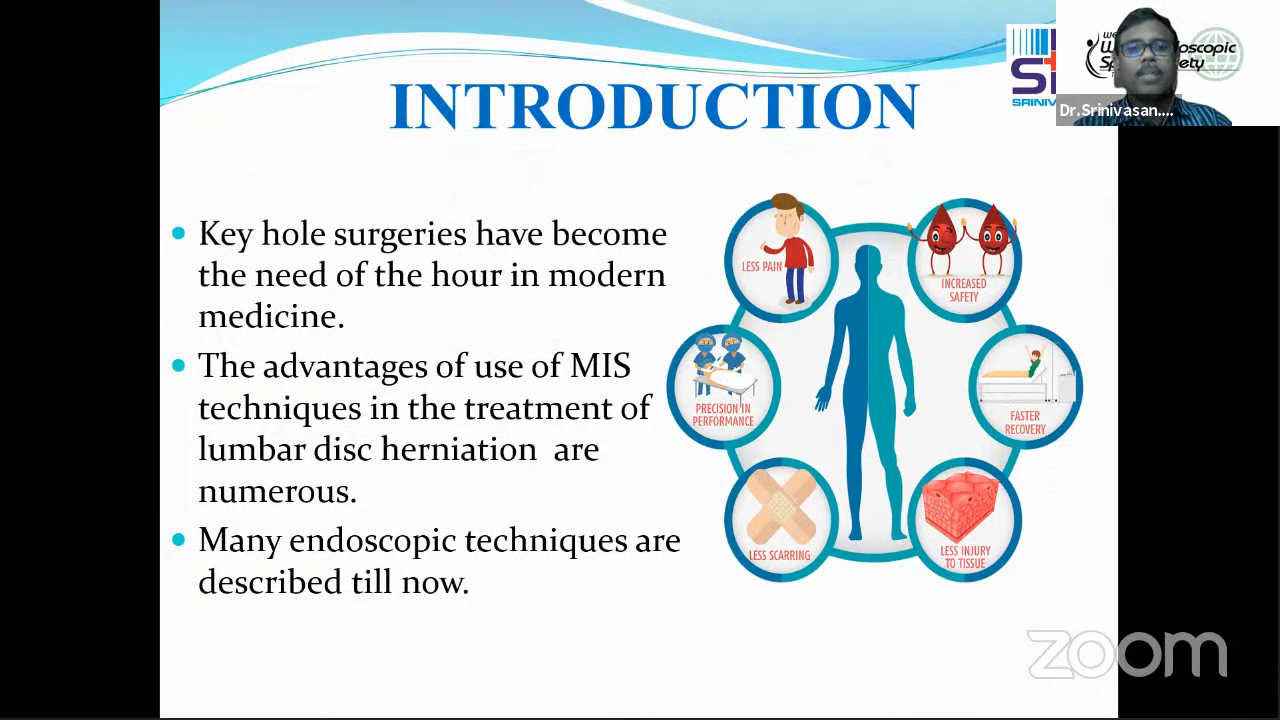 INTRODUCTION
Dr.Srinivasan....
• Key hole surgeries have become
the need of the hour in modern
medicine.
• The advantages of use of MIS
techniques in the treatment of
lumbar disc herniation are
numerous.
• Many endoscopic techniques are
described till now.
LESS PAIN
INCREASED
SAFETY
PRECISION IN
PERFORMANCE
FASTER
RECOVERY
LESS SCARRING
LESS INJURY
TO TISSUE
zoom